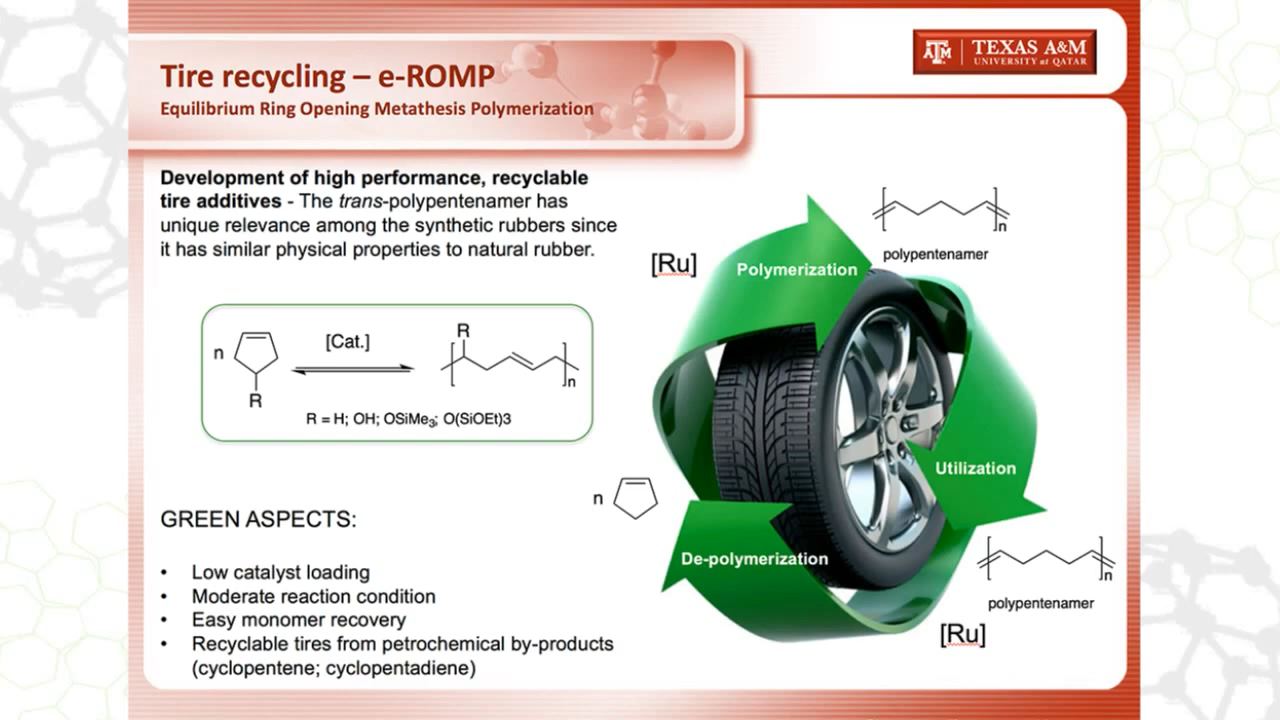 Tire recycling – e-ROMP
Equilibrium Ring Opening Metathesis Polymerization
ĀM | TEXAS A&M
UNIVERSITY at QATAR
Development of high performance, recyclable
tire additives - The trans-polypentenamer has
unique relevance among the synthetic rubbers since
it has similar physical properties to natural rubber.
n
[Cat.]
R
R
n
R = H; OH; OSiMe₃; O(SiOEt)3
GREEN ASPECTS:
• Low catalyst loading
• Moderate reaction condition
• Easy monomer recovery
• Recyclable tires from petrochemical by-products
(cyclopentene; cyclopentadiene)
[Ru]
Polymerization
n
polypentenamer
Utilization
n
De-polymerization
n
polypentenamer
[Ru]